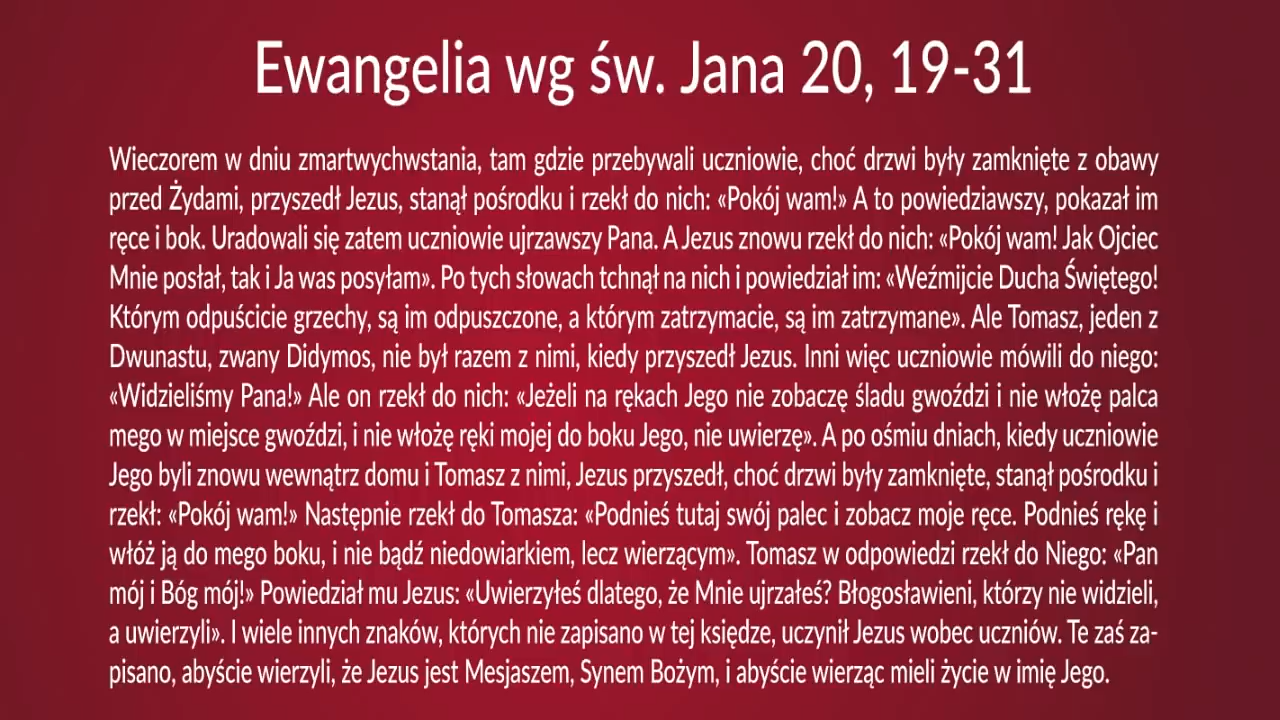 Ewangelia wg św. Jana 20, 19-31
Wieczorem w dniu zmartwychwstania, tam gdzie przebywali uczniowie, choć drzwi były zamknięte z obawy
przed Żydami, przyszedł Jezus, stanął pośrodku i rzekł do nich: «Pokój wam!» A to powiedziawszy, pokazał im
ręce i bok. Uradowali się zatem uczniowie ujrzawszy Pana. A Jezus znowu rzekł do nich: «Pokój wam! Jak Ojciec
Mnie posłał, tak i Ja was posyłam». Po tych słowach tchnął na nich i powiedział im: «Weźmijcie Ducha Świętego!
Którym odpuścicie grzechy, są im odpuszczone, a którym zatrzymacie, są im zatrzymane». Ale Tomasz, jeden z
Dwunastu, zwany Didymos, nie był razem z nimi, kiedy przyszedł Jezus. Inni więc uczniowie mówili do niego:
«Widzieliśmy Pana!» Ale on rzekł do nich: «Jeżeli na rękach Jego nie zobaczę śladu gwoździ i nie włożę palca
mego w miejsce gwoździ, i nie włożę ręki mojej do boku Jego, nie uwierzę». A po ośmiu dniach, kiedy uczniowie
Jego byli znowu wewnątrz domu i Tomasz z nimi, Jezus przyszedł, choć drzwi były zamknięte, stanął pośrodku i
rzekł: «Pokój wam!» Następnie rzekł do Tomasza: «Podnieś tutaj swój palec i zobacz moje ręce. Podnieś rękę i
włóż ją do mego boku, i nie bądź niedowiarkiem, lecz wierzącym». Tomasz w odpowiedzi rzekł do Niego: «Pan
mój i Bóg mój!» Powiedział mu Jezus: «Uwierzyłeś dlatego, że Mnie ujrzałeś? Błogosławieni, którzy nie widzieli,
a uwierzyli». I wiele innych znaków, których nie zapisano w tej księdze, uczynił Jezus wobec uczniów. Te zaś za-
pisano, abyście wierzyli, że Jezus jest Mesjaszem, Synem Bożym, i abyście wierząc mieli życie w imię Jego.